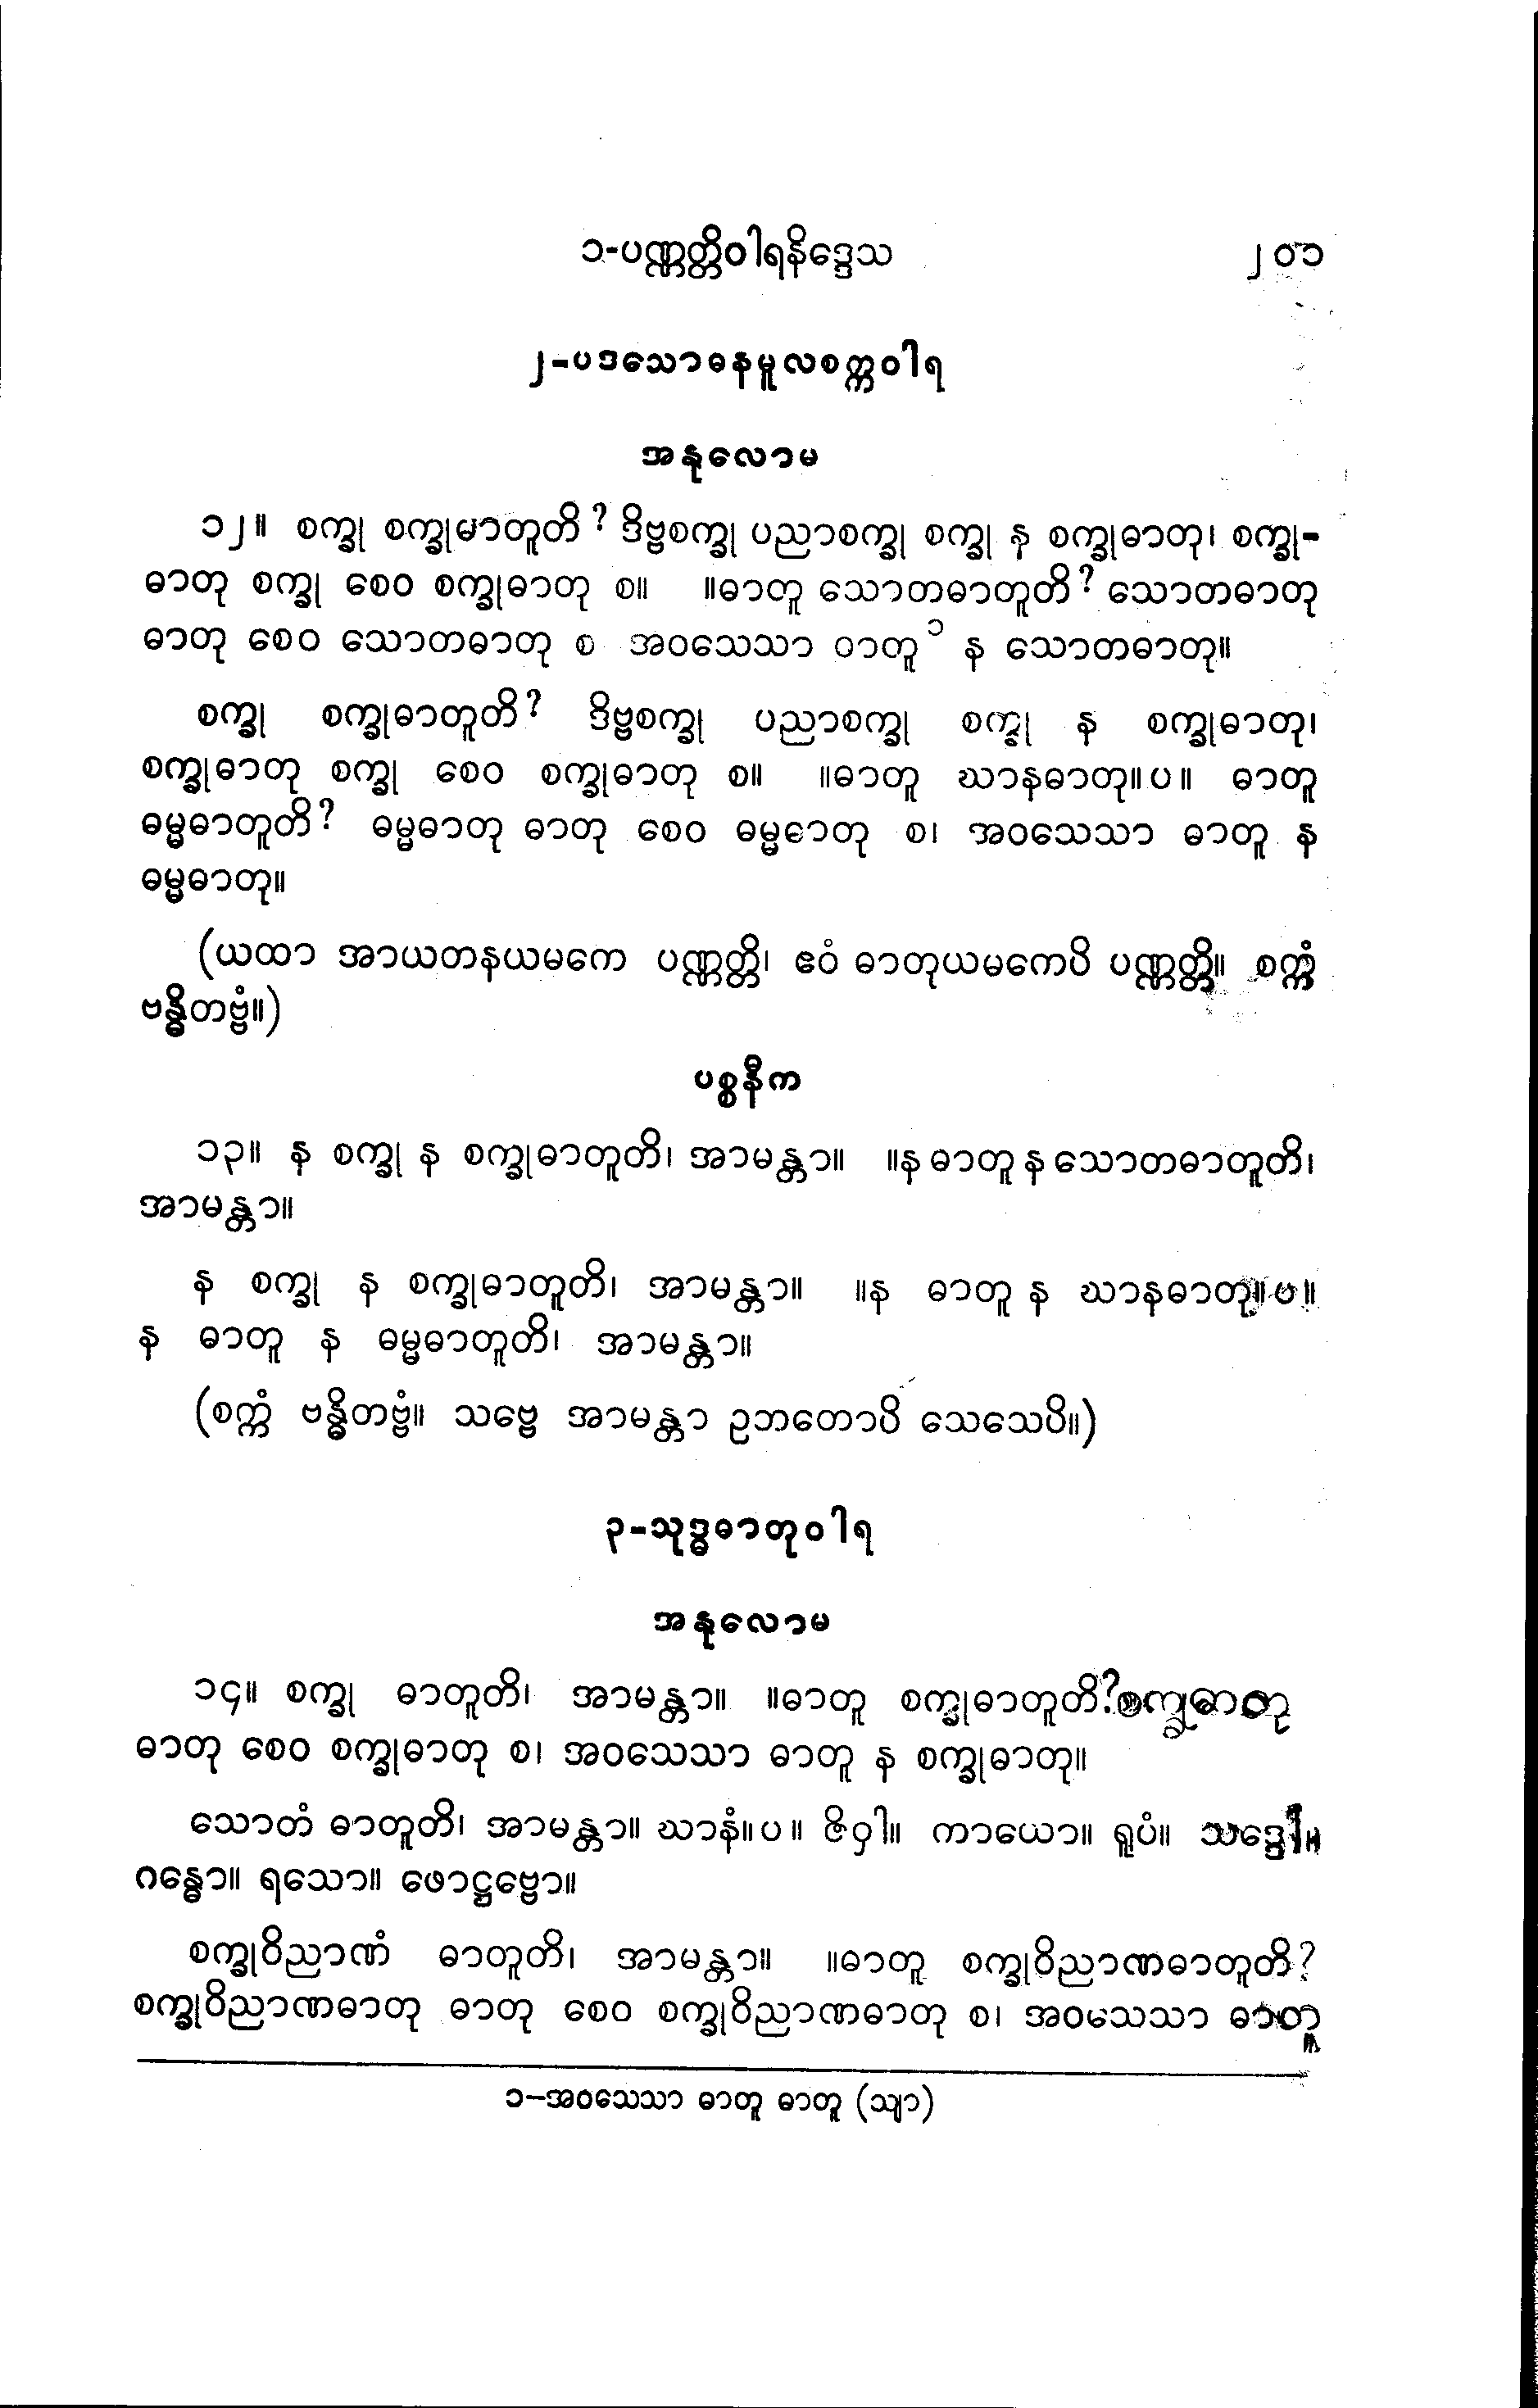 ၁-ပဏ္ဏတ္တိဝါရနိဒ္ဒေသ ၂၀၁
၂-ပဒသောဓနမူလစက္ကဝါရ
အနုလောမ
၁၂။ စက္ခု စက္ခုဓာတူတိ? ဒိဗ္ဗစက္ခု ပညာစက္ခု စက္ခု န စက္ခုဓာတု၊ စက္ခု-
ဓာတု စက္ခု စေဝ စက္ခုဓာတု စ။ ။ဓာတူ သောတဓာတူတိ? သောတဓာတု
ဓာတု စေဝ သောတဓာတု စ အဝသေသာ ဓာတူ ၁ န သောတဓာတု။
စက္ခု စက္ခုဓာတူတိ? ဒိဗ္ဗစက္ခု ပညာစက္ခု စက္ခု န စက္ခုဓာတု၊
စက္ခုဓာတု စက္ခု စေဝ စက္ခုဓာတု စ။ ။ဓာတူ ဃာနဓာတု။ပ။ ဓာတူ
ဓမ္မဓာတူတိ? ဓမ္မဓာတု ဓာတု စေဝ ဓမ္မဓာတု စ၊ အဝသေသာ ဓာတူ န
ဓမ္မဓာတု။
(ယထာ အာယတနယမကေ ပဏ္ဏတ္တိ၊ ဧဝံ ဓာတုယမကေပိ ပဏ္ဏတ္တိ။ စက္ကံ
ဗန္ဓိတဗ္ဗံ။)
ပစ္စနီက
၁၃။ န စက္ခု န စက္ခုဓာတူတိ၊ အာမန္တာ။ ။န ဓာတူ န သောတဓာတူတိ၊
အာမန္တာ။
န စက္ခု န စက္ခုဓာတူတိ၊ အာမန္တာ။ ။န ဓာတူ န ဃာနဓာတု။ပ။
န ဓာတူ န ဓမ္မဓာတူတိ၊ အာမန္တာ။
(စက္ကံ ဗန္ဓိတဗ္ဗံ။ သဗ္ဗေ အာမန္တာ ဥဘတောပိ သေသေပိ။)
၃-သုဒ္ဓဓာတုဝါရ
အနုလောမ
၁၄။ စက္ခု ဓာတူတိ၊ အာမန္တာ။ ။ဓာတူ စက္ခုဓာတူတိ? စက္ခုဓာတု
ဓာတု စေဝ စက္ခုဓာတု စ၊ အဝသေသာ ဓာတူ န စက္ခုဓာတု။
သောတံ ဓာတူတိ၊ အာမန္တာ။ ဃာနံ။ပ။ ဇိဝှါ။ ကာယော။ ရူပံ။ သဒ္ဒေါ။
ဂန္ဓော။ ရသော။ ဖောဋ္ဌဗ္ဗော။
စက္ခုဝိညာဏံ ဓာတူတိ၊ အာမန္တာ။ ။ဓာတူ စက္ခုဝိညာဏဓာတူတိ?
စက္ခုဝိညာဏဓာတု ဓာတု စေဝ စက္ခုဝိညာဏဓာတု စ၊ အဝသေသာ ဓာတူ
၁-အဝသေသာ ဓာတူ ဓာတူ (သျာ)